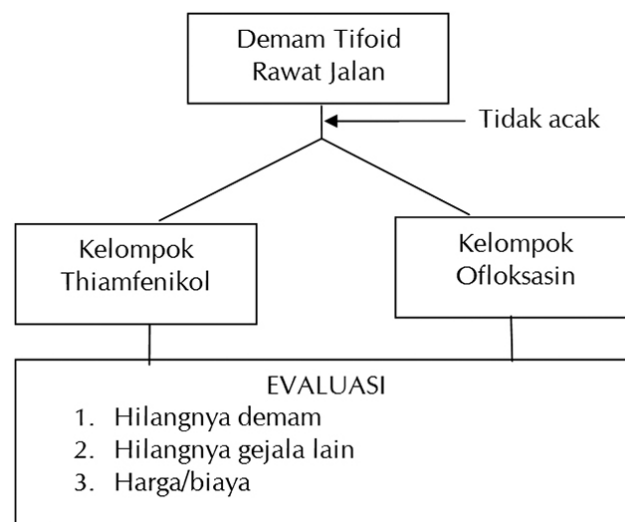 Demam Tifoid
Rawat Jalan
Tidak acak
Kelompok
Thiamfenikol
Kelompok
Ofloksasin
EVALUASI
1. Hilangnya demam
2. Hilangnya gejala lain
3. Harga/biaya